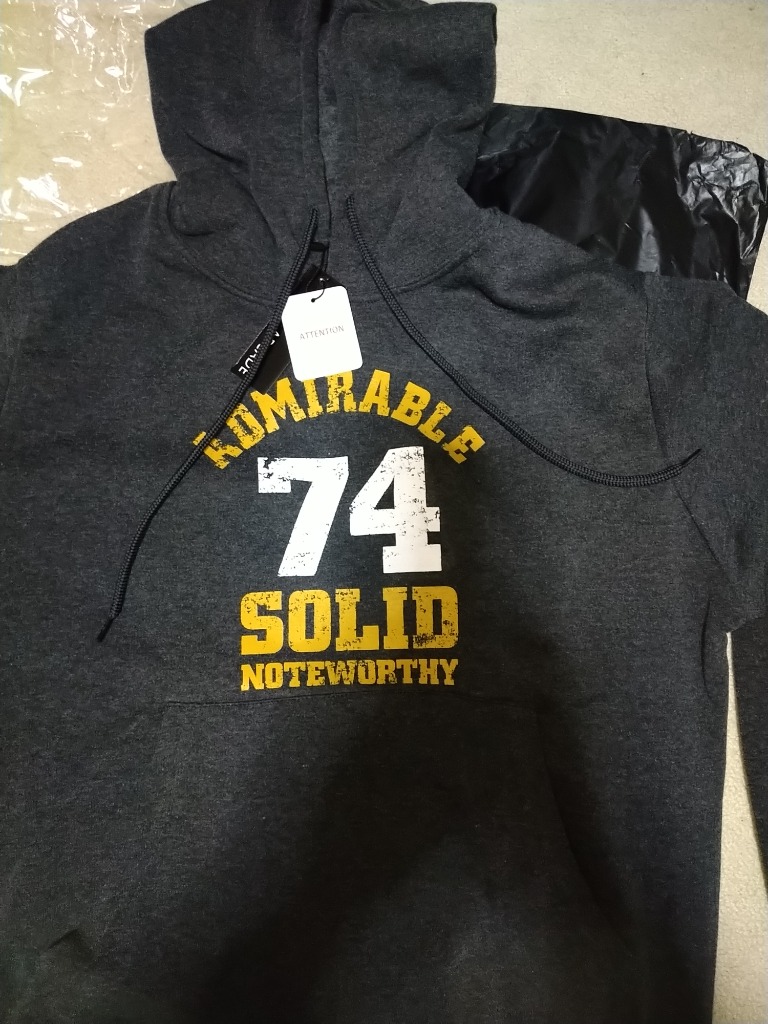 ATTENTION
ADMIRABLE
74
SOLID
NOTEWORTHY